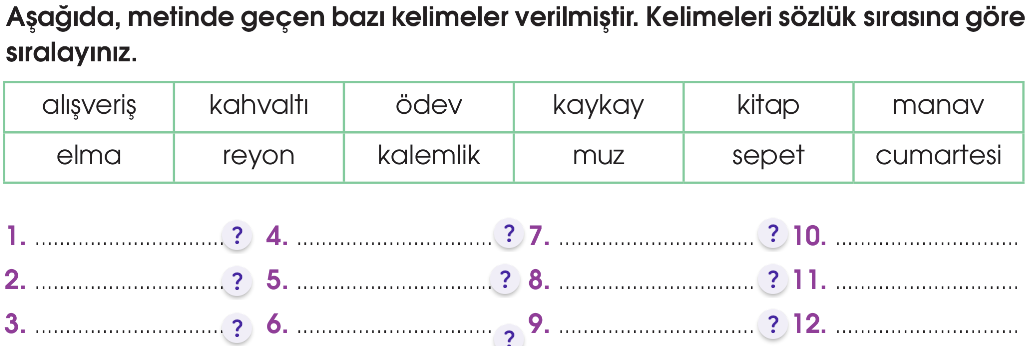 Aşağıda, metinde geçen bazı kelimeler verilmiştir. Kelimeleri sözlük sırasına göre
sıralayınız.
alışveriş kahvaltı ödev kaykay kitap manav
elma reyon kalemlik muz sepet cumartesi
1. ................................ ? 4. ................................ ? 7. ................................ ? 10. ..............................
2. ................................ ? 5. ................................ ? 8. ................................ ? 11. ..............................
3. ................................ ? 6. ................................ ? 9. ................................ ? 12. ..............................